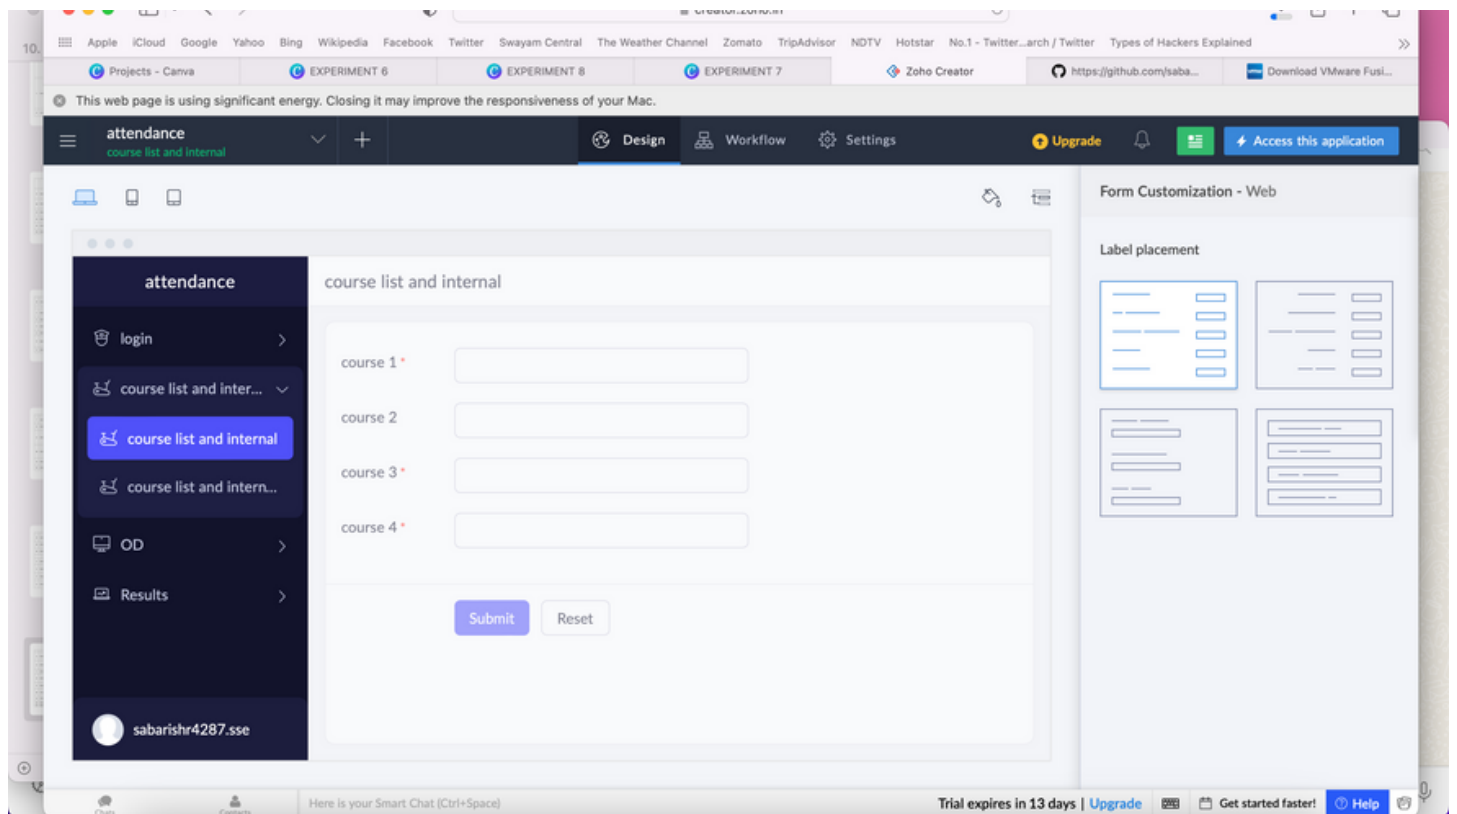 creator.zoho.in
10.
Apple iCloud Google Yahoo Bing Wikipedia Facebook Twitter Swayam Central The Weather Channel Zomato TripAdvisor NDTV Hotstar No.1 - Twitter...arch / Twitter Types of Hackers Explained
Projects - Canva EXPERIMENT 6 EXPERIMENT 8 EXPERIMENT 7 Zoho Creator https://github.com/saba... Download VMware Fusi...
This web page is using significant energy. Closing it may improve the responsiveness of your Mac.
attendance
course list and internal
Design Workflow Settings Upgrade Access this application
Form Customization - Web
Label placement
attendance
course list and internal
login
course list and inter...
course list and internal
course list and intern...
OD
Results
sabarishr4287.sse
course 1 *
course 2
course 3 *
course 4 *
Submit Reset
Chats Contacts Here is your Smart Chat (Ctrl+Space) Trial expires in 13 days | Upgrade Get started faster! Help